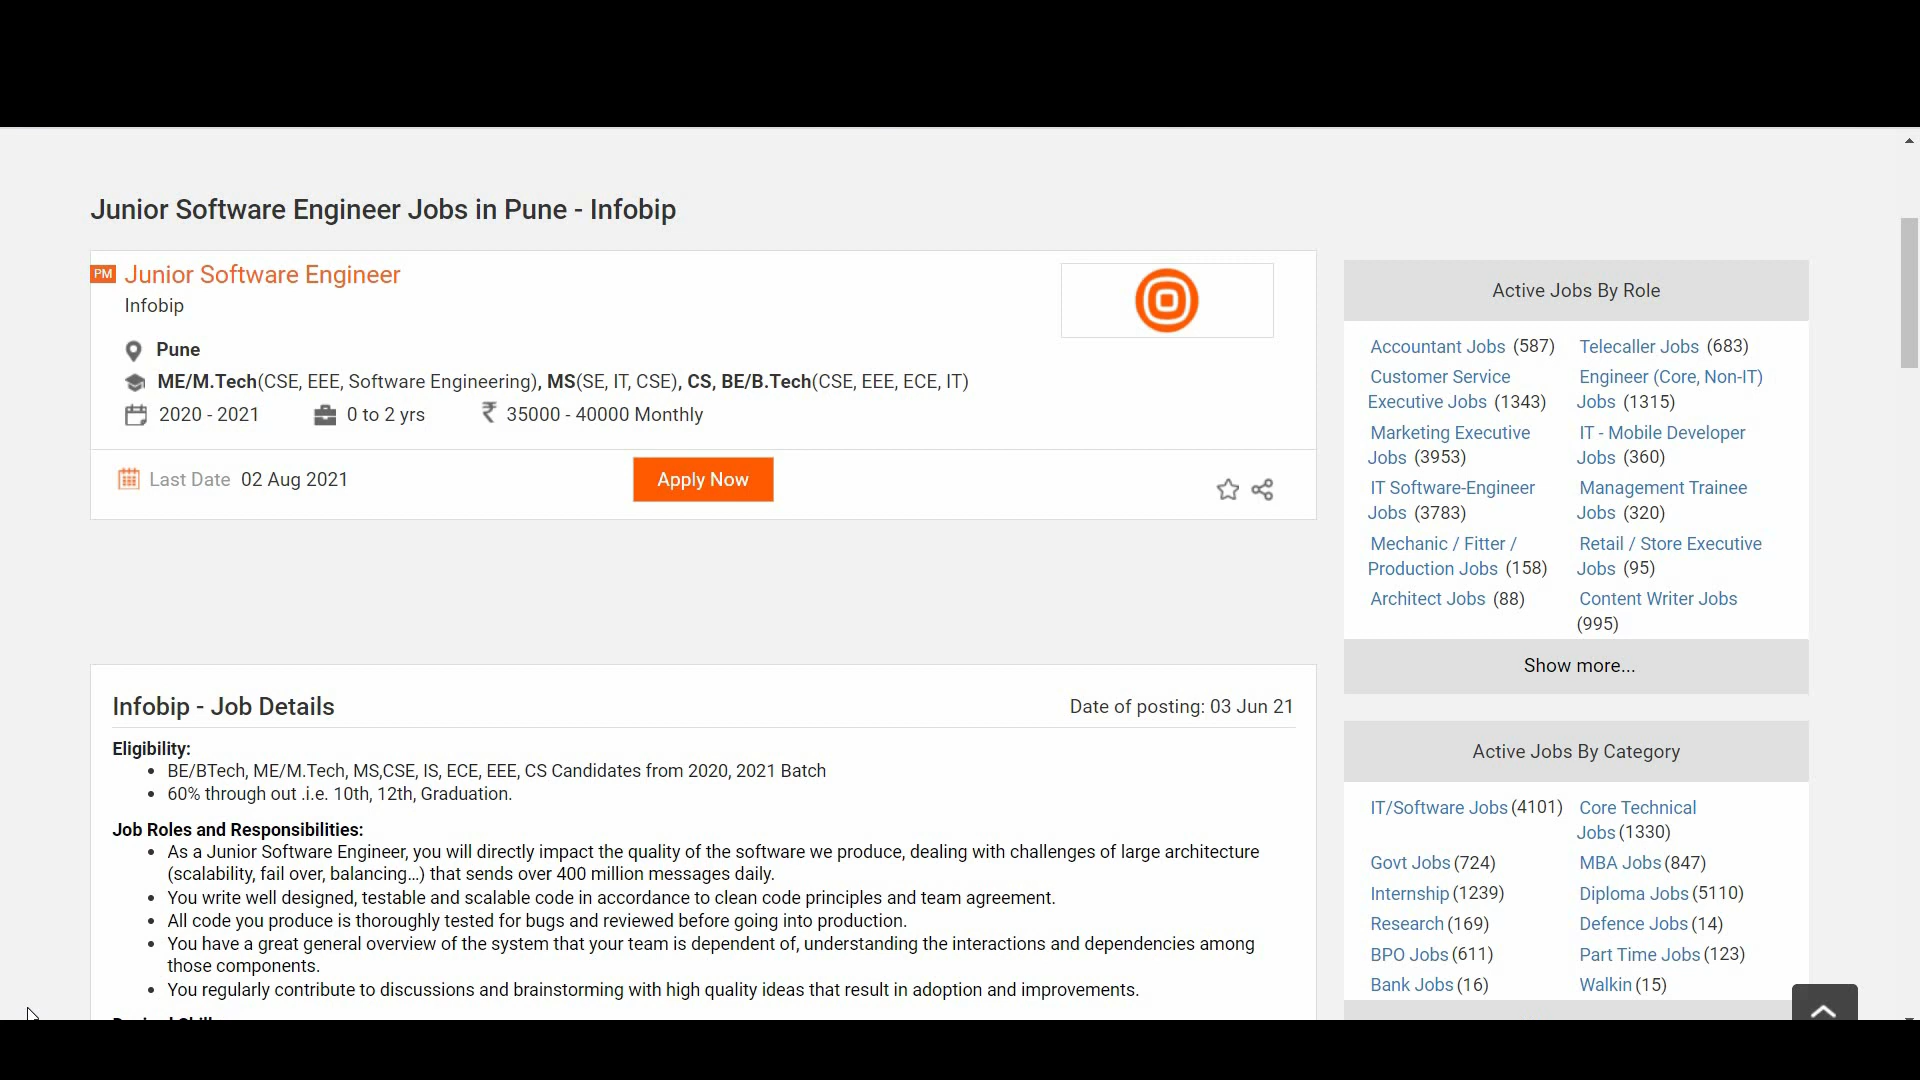 Junior Software Engineer Jobs in Pune - Infobip
PM Junior Software Engineer
Infobip
Pune
ME/M.Tech(CSE, EEE, Software Engineering), MS(SE, IT, CSE), CS, BE/B.Tech(CSE, EEE, ECE, IT)
2020 - 2021 0 to 2 yrs ₹ 35000 - 40000 Monthly
Last Date 02 Aug 2021 Apply Now
Infobip - Job Details Date of posting: 03 Jun 21
Eligibility:
• BE/BTech, ME/M.Tech, MS,CSE, IS, ECE, EEE, CS Candidates from 2020, 2021 Batch
• 60% through out .i.e. 10th, 12th, Graduation.
Job Roles and Responsibilities:
• As a Junior Software Engineer, you will directly impact the quality of the software we produce, dealing with challenges of large architecture
(scalability, fail over, balancing...) that sends over 400 million messages daily.
• You write well designed, testable and scalable code in accordance to clean code principles and team agreement.
• All code you produce is thoroughly tested for bugs and reviewed before going into production.
• You have a great general overview of the system that your team is dependent of, understanding the interactions and dependencies among
those components.
• You regularly contribute to discussions and brainstorming with high quality ideas that result in adoption and improvements.
Active Jobs By Role
Accountant Jobs (587) Telecaller Jobs (683)
Customer Service Engineer (Core, Non-IT)
Executive Jobs (1343) Jobs (1315)
Marketing Executive IT - Mobile Developer
Jobs (3953) Jobs (360)
IT Software-Engineer Management Trainee
Jobs (3783) Jobs (320)
Mechanic / Fitter / Retail / Store Executive
Production Jobs (158) Jobs (95)
Architect Jobs (88) Content Writer Jobs
(995)
Show more...
Active Jobs By Category
IT/Software Jobs (4101) Core Technical
Jobs (1330)
Govt Jobs (724) MBA Jobs (847)
Internship (1239) Diploma Jobs (5110)
Research (169) Defence Jobs (14)
BPO Jobs (611) Part Time Jobs (123)
Bank Jobs (16) Walkin (15)